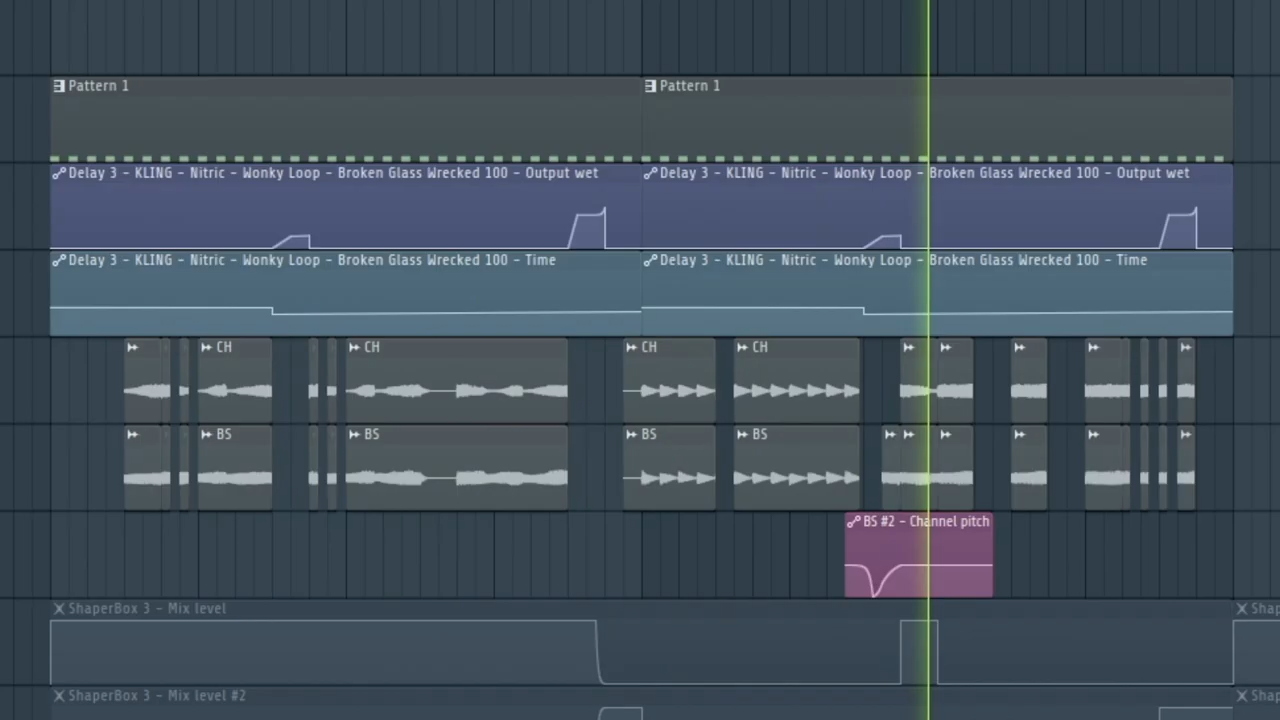 Pattern 1 Pattern 1
Delay 3 - KLING - Nitric - Wonky Loop - Broken Glass Wrecked 100 - Output wet Delay 3 - KLING - Nitric - Wonky Loop - Broken Glass Wrecked 100 - Output wet
Delay 3 - KLING - Nitric - Wonky Loop - Broken Glass Wrecked 100 - Time Delay 3 - KLING - Nitric - Wonky Loop - Broken Glass Wrecked 100 - Time
CH CH CH CH
BS BS BS BS
BS #2 - Channel pitch
ShaperBox 3 - Mix level Shap
ShaperBox 3 - Mix level #2 Shap